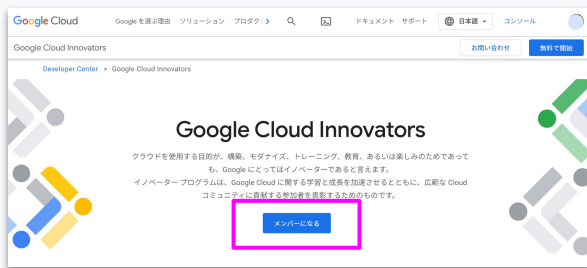 Google Cloud Google を選ぶ理由 ソリューション プロダク ドキュメント サポート 日本語 コンソール
Google Cloud Innovators お問い合わせ 無料で開始
Developer Center > Google Cloud Innovators
Google Cloud Innovators
クラウドを使用する目的が、構築、モダナイズ、トレーニング、教育、あるいは楽しみのためであって
も、Google にとってはイノベーターであると言えます。
イノベーター プログラムは、Google Cloud に関する学習と成長を加速させるとともに、広範な Cloud
コミュニティに貢献する参加者を表彰するためのものです。
メンバーになる